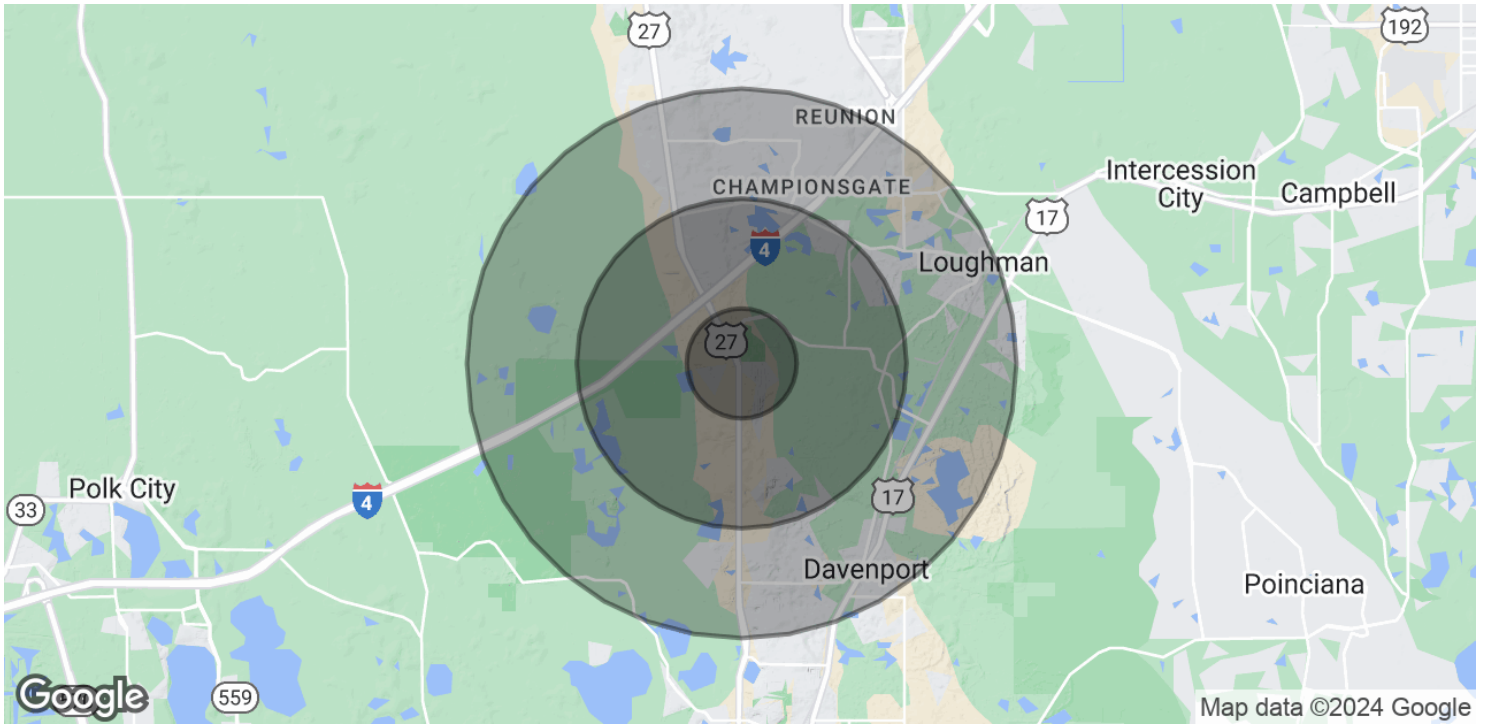 27
192
REUNION
Intercession
City
CHAMPIONSGATE
Campbell
17
4
Loughman
27
Polk City
4
17
33
Davenport
Poinciana
Google
559
Map data ©2024 Google